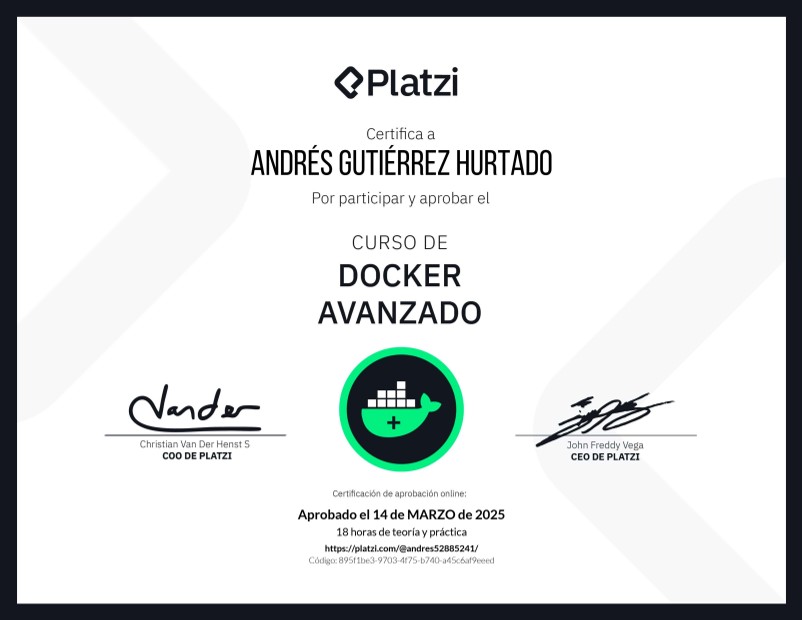 Platzi
Certifica a
ANDRÉS GUTIÉRREZ HURTADO
Por participar y aprobar el
CURSO DE
DOCKER
AVANZADO
Vander
Christian Van Der Henst S
COO DE PLATZI
John Freddy Vega
CEO DE PLATZI
Certificación de aprobación online:
Aprobado el 14 de MARZO de 2025
18 horas de teoría y práctica
https://platzi.com/@andres52885241/
Código: 895f1be3-9703-4f75-b740-a45c6af9eeed